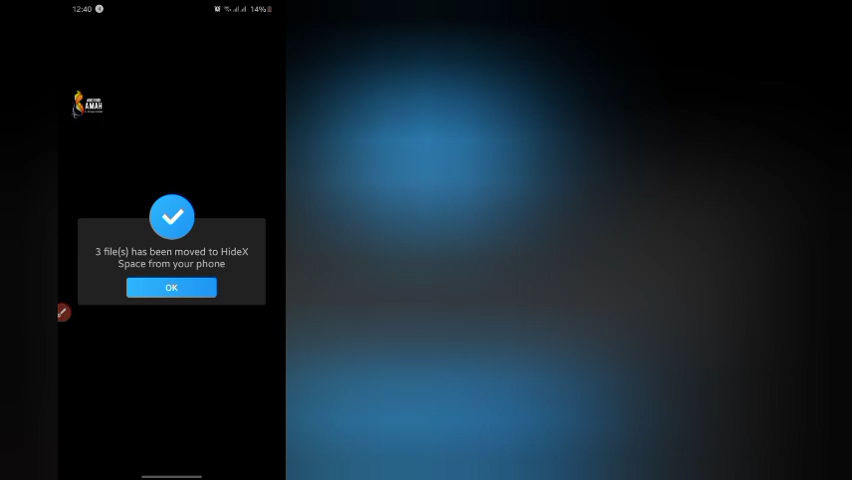 12:40
14%
AMAH
3 file(s) has been moved to HideX
Space from your phone
OK